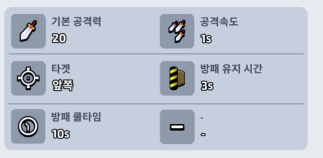 기본 공격력
20
공격속도
1s
타겟
앞쪽
방패 유지 시간
3s
방패 쿨타임
10s
-
-